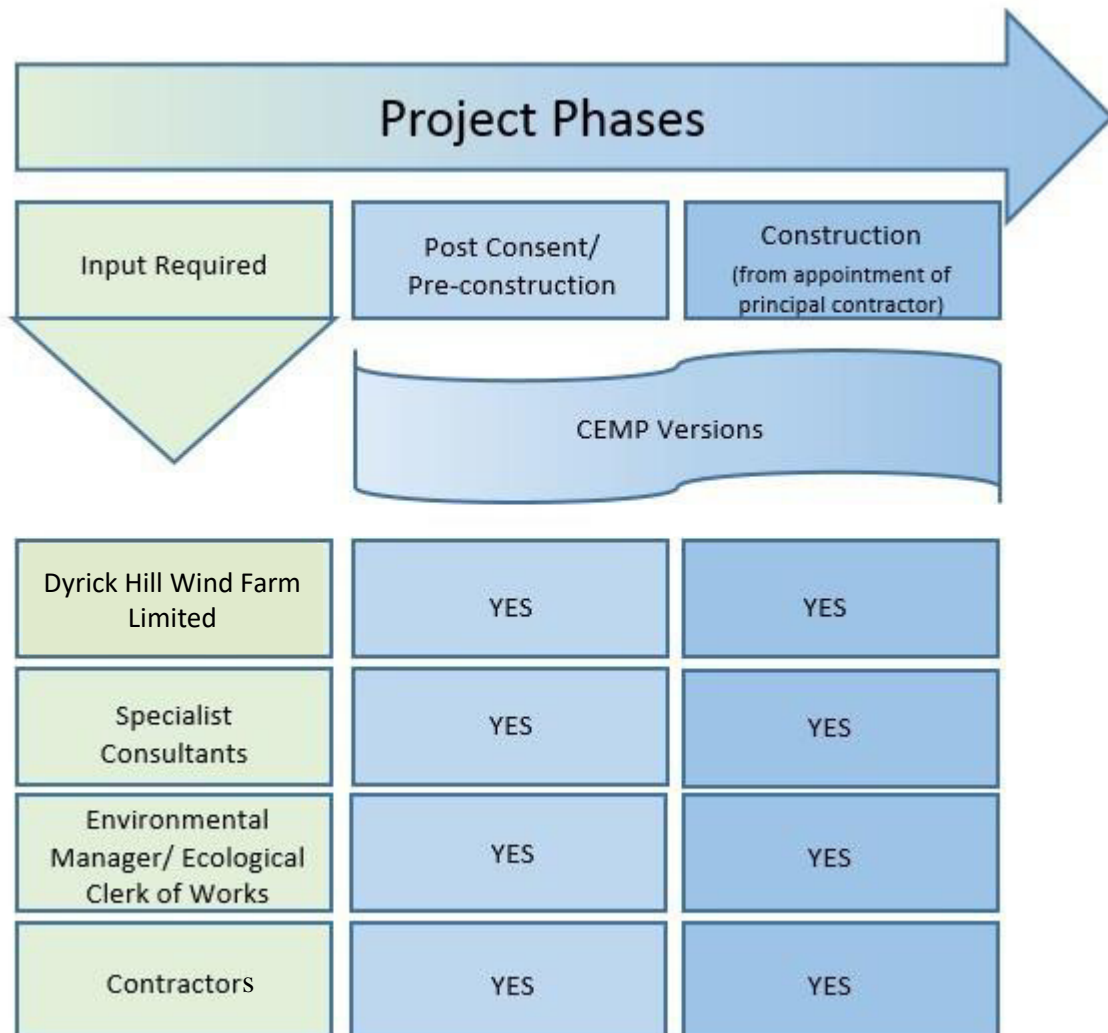 Project Phases
Input Required
Post Consent/
Pre-construction
Construction
(from appointment of
principal contractor)
CEMP Versions
Dyrick Hill Wind Farm
Limited
YES
YES
Specialist
Consultants
YES
YES
Environmental
Manager/ Ecological
Clerk of Works
YES
YES
Contractors
YES
YES